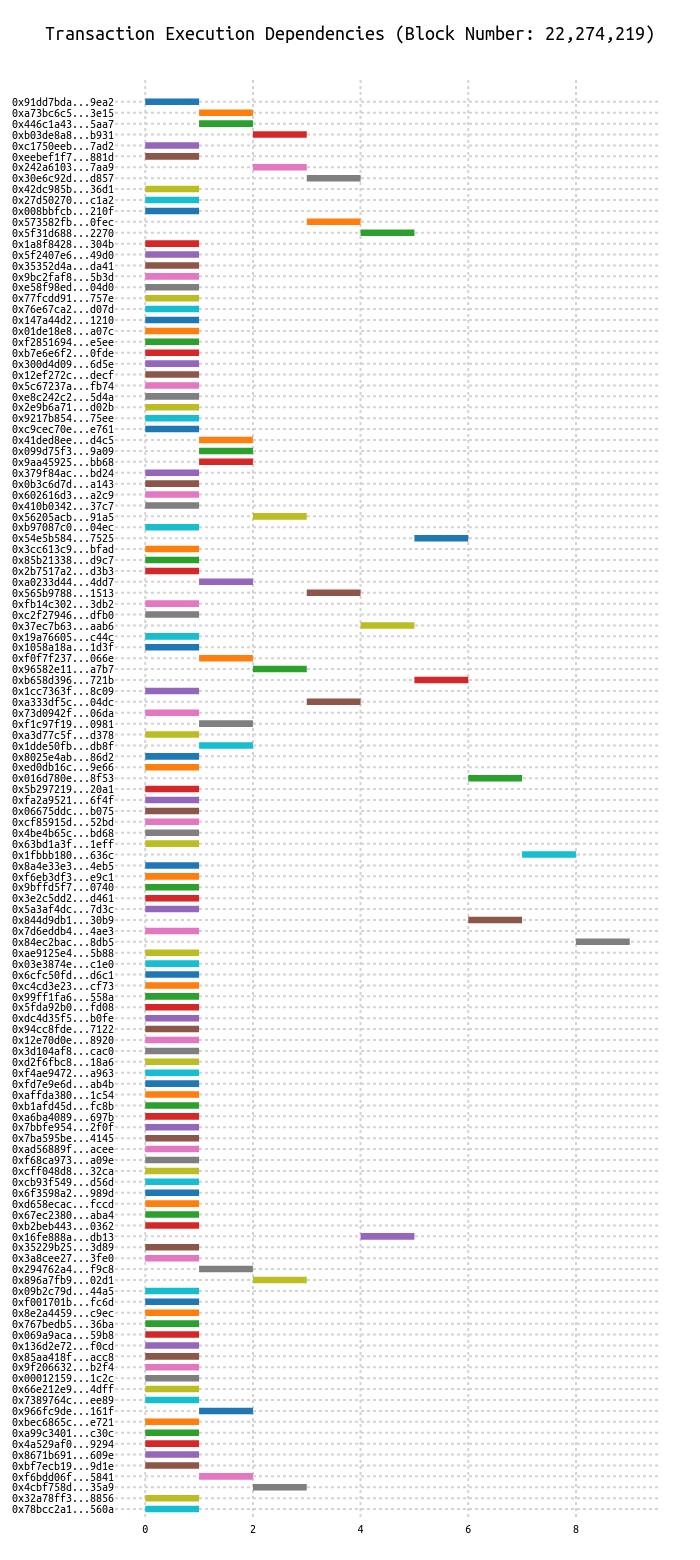 Transaction Execution Dependencies (Block Number: 22,274,219)
0x91dd7bda...9ea2
0xa73bc6c5...3e15
0x446c1a43...5aa7
0xb03de8a8...b931
0xc1750eeb...7ad2
0xeebef1f7...881d
0x242a6103...7aa9
0x30e6c92d...d857
0x42dc985b...36d1
0x27d50270...c1a2
0x008bbfcb...210f
0x573582fb...0fec
0x5f31d688...2270
0x1a8f8428...304b
0x5f2407e6...49d0
0x35352d4a...da41
0x9bc2faf8...5b3d
0xe58f98ed...04d0
0x77fcdd91...757e
0x76e67ca2...d07d
0x147a44d2...1210
0x01de18e8...a07c
0xf2851694...e5ee
0xb7e6e6f2...0fde
0x300d4d09...6d5e
0x12ef272c...decf
0x5c67237a...fb74
0xe8c242c2...5d4a
0x2e9b6a71...d02b
0x9217b854...75ee
0xc9cec70e...e761
0x41ded8ee...d4c5
0x099d75f3...9a09
0x9aa45925...bb68
0x379f84ac...bd24
0x0b3c6d7d...a143
0x602616d3...a2c9
0x410b0342...37c7
0x56205acb...91a5
0xb97087c0...04ec
0x54e5b584...7525
0x3cc613c9...bfad
0x85b21338...d9c7
0x2b7517a2...d3b3
0xa0233d44...4dd7
0x565b9788...1513
0xfb14c302...3db2
0xc2f27946...dfb0
0x37ec7b63...aab6
0x19a76605...c44c
0x1058a18a...1d3f
0xf0f7f237...066e
0x96582e11...a7b7
0xb658d396...721b
0x1cc7363f...8c09
0xa333df5c...04dc
0x73d0942f...06da
0xf1c97f19...0981
0xa3d77c5f...d378
0x1dde50fb...db8f
0x8025e4ab...86d2
0xed0db16c...9e66
0x016d780e...8f53
0x5b297219...20a1
0xfa2a9521...6f4f
0x06675ddc...b075
0xcf85915d...52bd
0x4be4b65c...bd68
0x63bd1a3f...1eff
0x1fbbb180...636c
0x8a4e33e3...4eb5
0xf6eb3df3...e9c1
0x9bffd5f7...0740
0x3e2c5dd2...d461
0x5a3af4dc...7d3c
0x844d9db1...30b9
0x7d6eddb4...4ae3
0x84ec2bac...8db5
0xae9125e4...5b88
0x03e3874e...c1e0
0x6cfc50fd...d6c1
0xc4cd3e23...cf73
0x99ff1fa6...558a
0x5fda92b0...fd08
0xdc4d35f5...b0fe
0x94cc8fde...7122
0x12e70d0e...8920
0x3d104af8...cac0
0xd2f6fbc8...18a6
0xf4ae9472...a963
0xfd7e9e6d...ab4b
0xaffda380...1c54
0xb1afd45d...fc8b
0xa6ba4089...697b
0x7bbfe954...2f0f
0x7ba595be...4145
0xad56889f...acee
0xf68ca973...a09e
0xcff048d8...32ca
0xcb93f549...d56d
0x6f3598a2...989d
0xd658ecac...fccd
0x67ec2380...aba4
0xb2beb443...0362
0x16fe888a...db13
0x35229b25...3d89
0x3a8cee27...3fe0
0x294762a4...f9c8
0x896a7fb9...02d1
0x09b2c79d...44a5
0xf001701b...fc6d
0x8e2a4459...c9ec
0x767bedb5...36ba
0x069a9aca...59b8
0x136d2e72...f0cd
0x85aa418f...acc8
0x9f206632...b2f4
0x00012159...1c2c
0x66e212e9...4dff
0x7389764c...ee89
0x966fc9de...161f
0xbec6865c...e721
0xa99c3401...c30c
0x4a529af0...9294
0x8671b691...609e
0xbf7ecb19...9d1e
0xf6bdd06f...5841
0x4cbf758d...35a9
0x32a78ff3...8856
0x78bcc2a1...560a
0 2 4 6 8